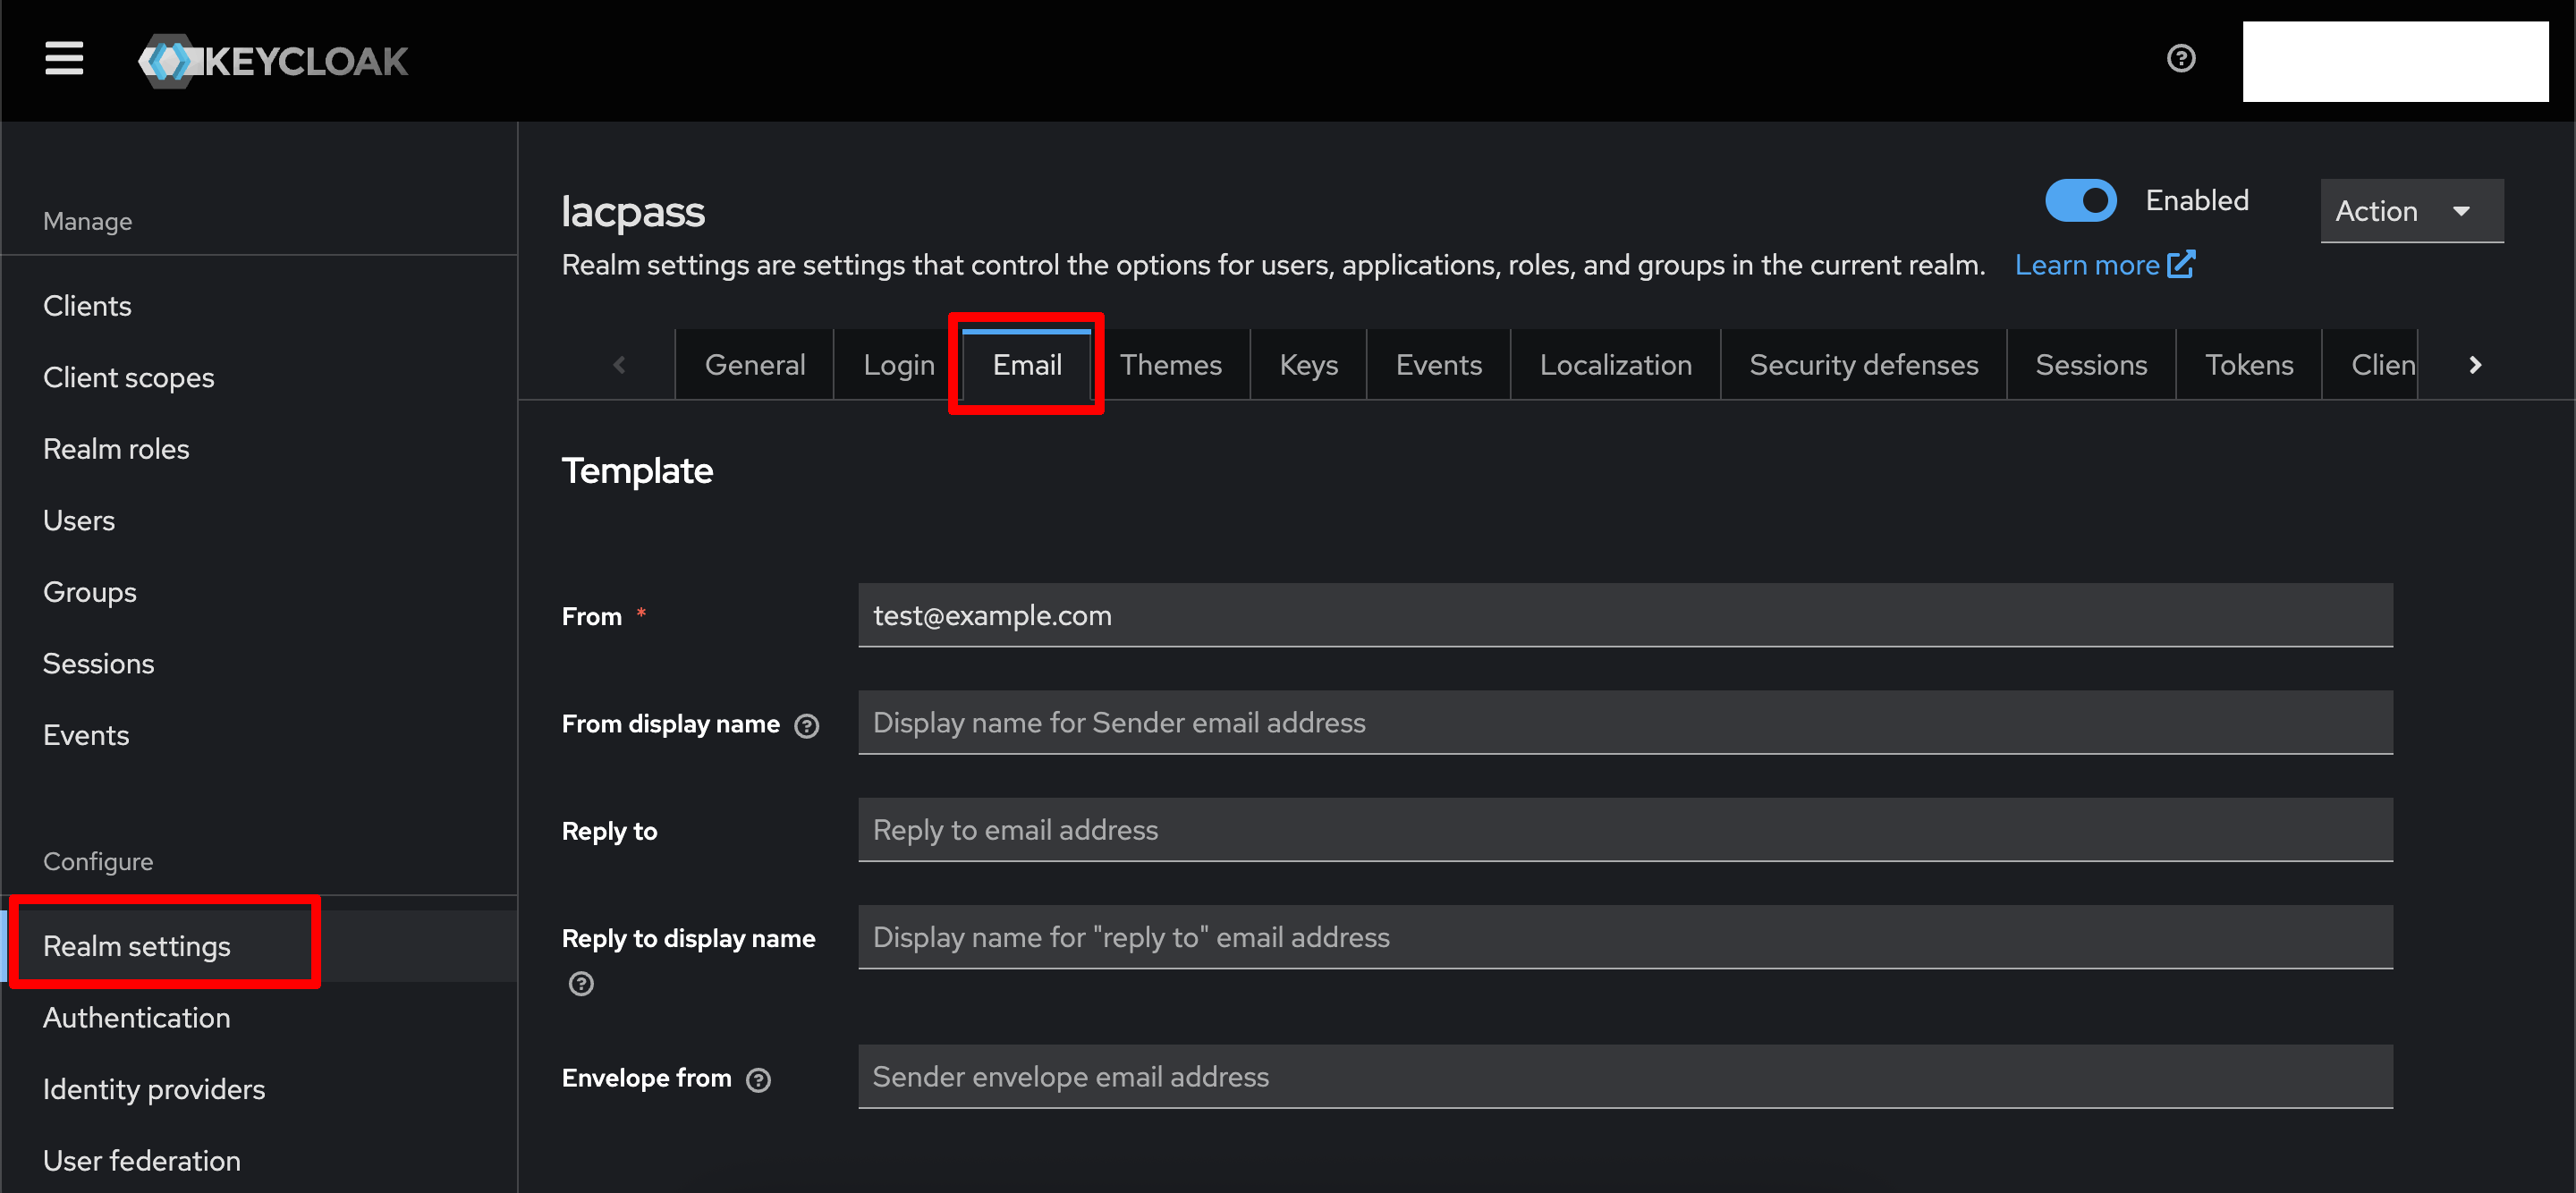 KEYCLOAK
Manage
Clients
Client scopes
Realm roles
Users
Groups
Sessions
Events
Configure
Realm settings
Authentication
Identity providers
User federation
lacpass
Enabled
Action
Realm settings are settings that control the options for users, applications, roles, and groups in the current realm. Learn more
General Login Email Themes Keys Events Localization Security defenses Sessions Tokens Clien
Template
From * test@example.com
From display name Display name for Sender email address
Reply to Reply to email address
Reply to display name Display name for "reply to" email address
Envelope from Sender envelope email address